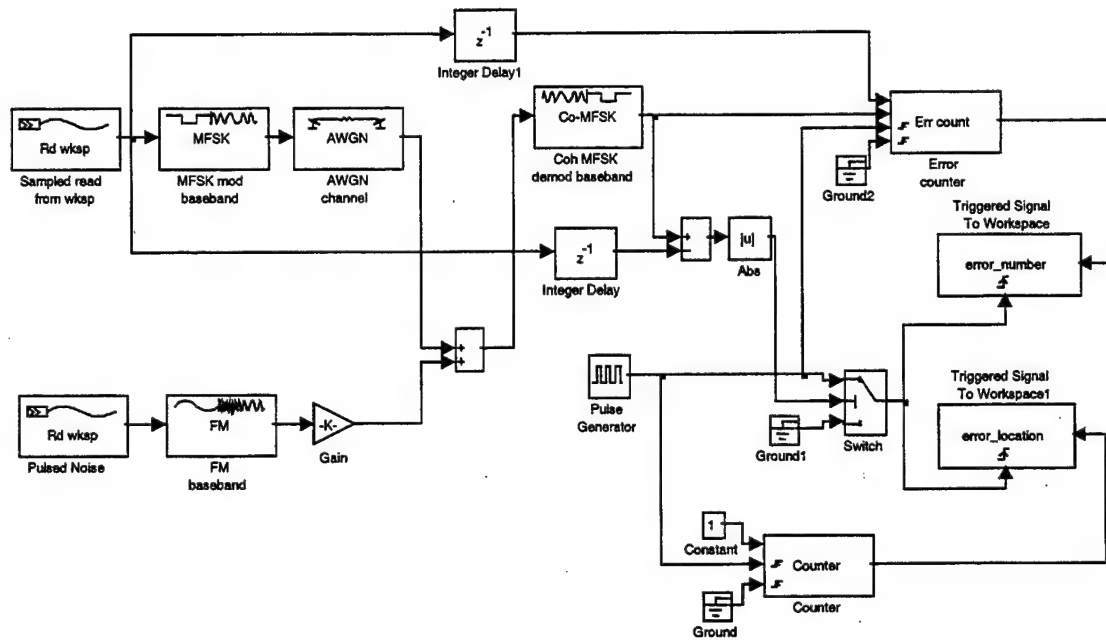 z-1
Integer Delay1
Rd wksp
Sampled read
from wksp
MFSK
MFSK mod
baseband
AWGN
AWGN
channel
Co-MFSK
Coh MFSK
demod baseband
Err count
Error
counter
Ground2
z-1
Integer Delay
+
-
|u|
Abs
Triggered Signal
To Workspace
error_number
+
+
Pulse
Generator
Ground1
Switch
Triggered Signal
To Workspace1
error_location
Rd wksp
Pulsed Noise
FM
FM
baseband
-K-
Gain
1
Constant
Counter
Counter
Ground